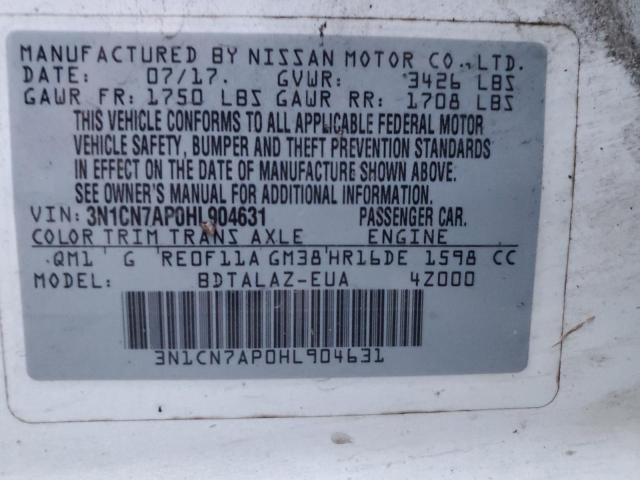 MANUFACTURED BY NISSAN MOTOR CO., LTD.
DATE: 07/17. GVWR: 3426 LBS
GAWR FR: 1750 LBS GAWR RR: 1708 LBS
THIS VEHICLE CONFORMS TO ALL APPLICABLE FEDERAL MOTOR
VEHICLE SAFETY, BUMPER AND THEFT PREVENTION STANDARDS
IN EFFECT ON THE DATE OF MANUFACTURE SHOWN ABOVE.
SEE OWNER'S MANUAL FOR ADDITIONAL INFORMATION.
VIN: 3N1CN7AP0HL904631 PASSENGER CAR.
COLOR TRIM TRANS AXLE ENGINE
QM1 G RE0F11A GM38 HR16DE 1598 CC
MODEL: BDTALAZ-EUA 4Z000
3N1CN7AP0HL904631